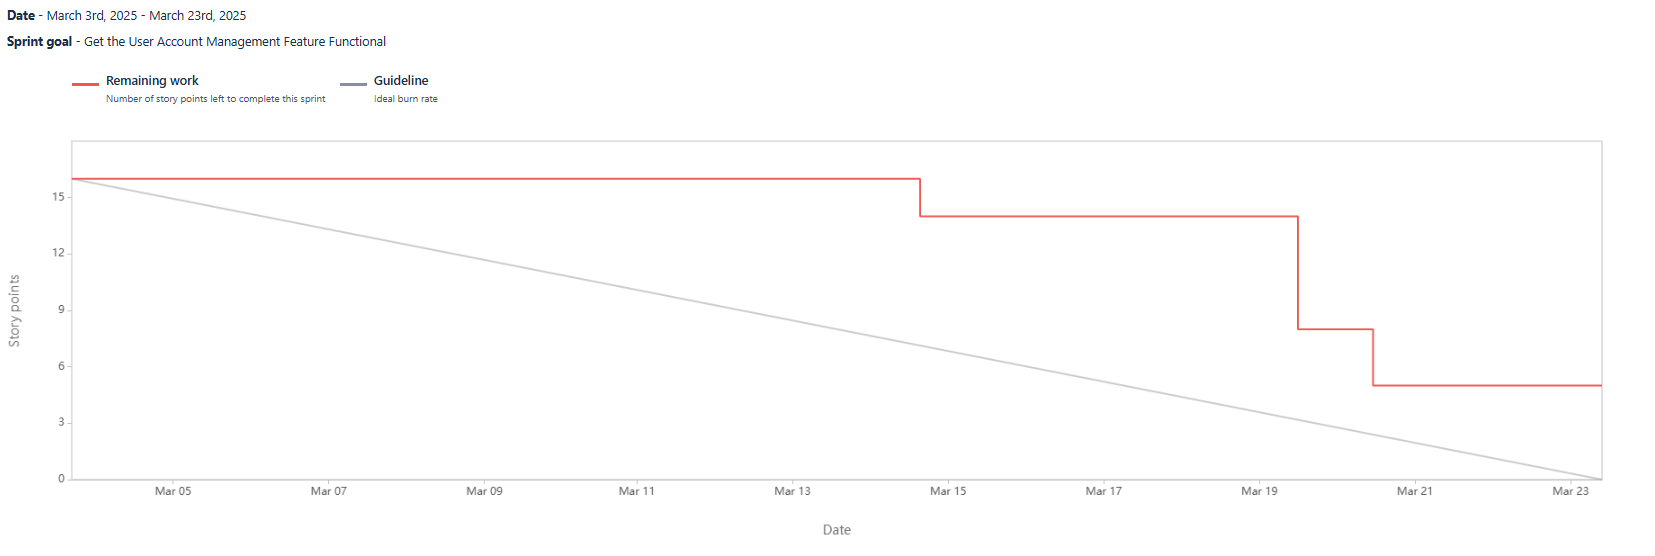 Date - March 3rd, 2025 - March 23rd, 2025
Sprint goal - Get the User Account Management Feature Functional
Remaining work
Number of story points left to complete this sprint
Guideline
Ideal burn rate
Story points
15
12
9
6
3
0
Mar 05
Mar 07
Mar 09
Mar 11
Mar 13
Mar 15
Mar 17
Mar 19
Mar 21
Mar 23
Date